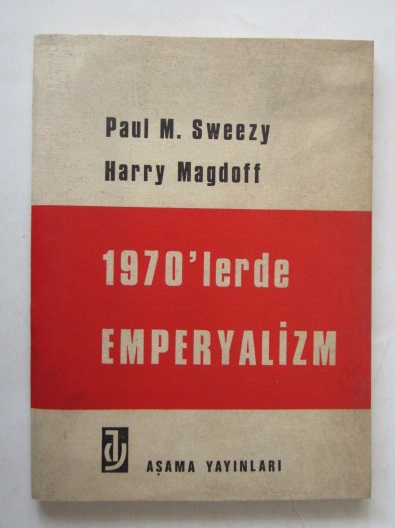 Paul M. Sweezy
Harry Magdoff
1970'lerde
EMPERYALİZM
AŞAMA YAYINLARI